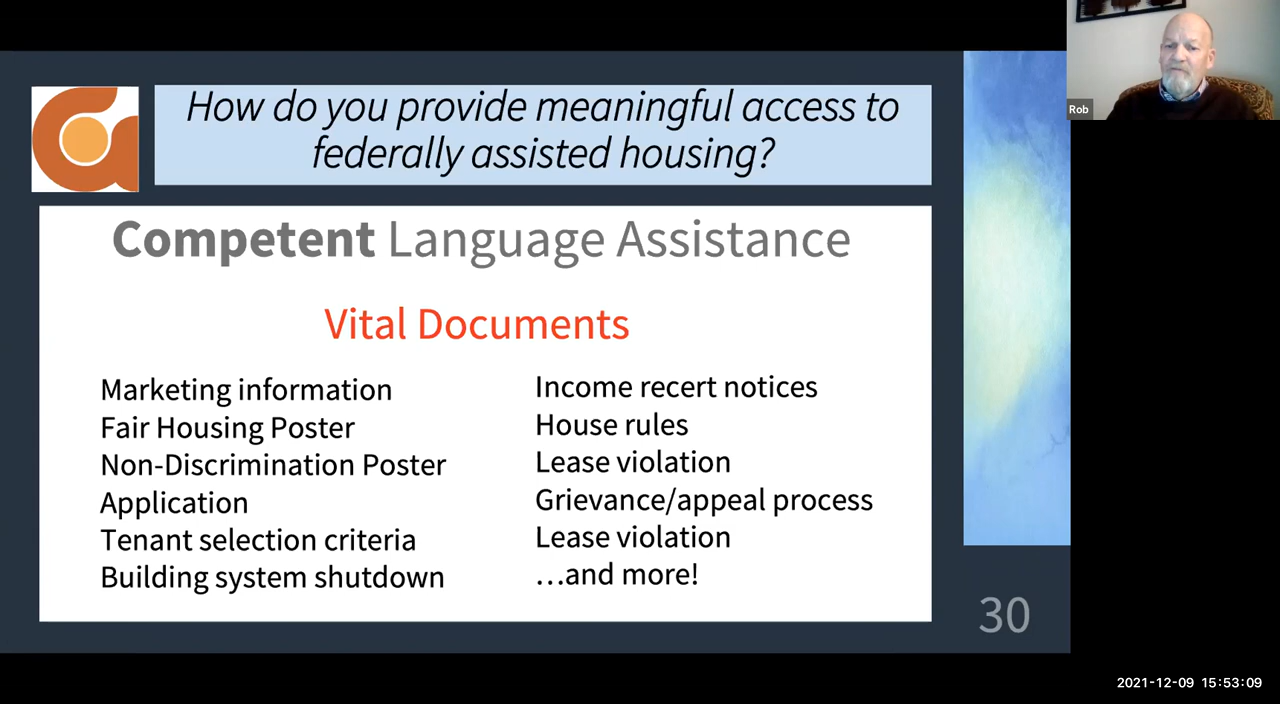 How do you provide meaningful access to
federally assisted housing?
Competent Language Assistance
Vital Documents
Marketing information
Fair Housing Poster
Non-Discrimination Poster
Application
Tenant selection criteria
Building system shutdown
Income recert notices
House rules
Lease violation
Grievance/appeal process
Lease violation
…and more!
30
Rob
2021-12-09 15:53:09